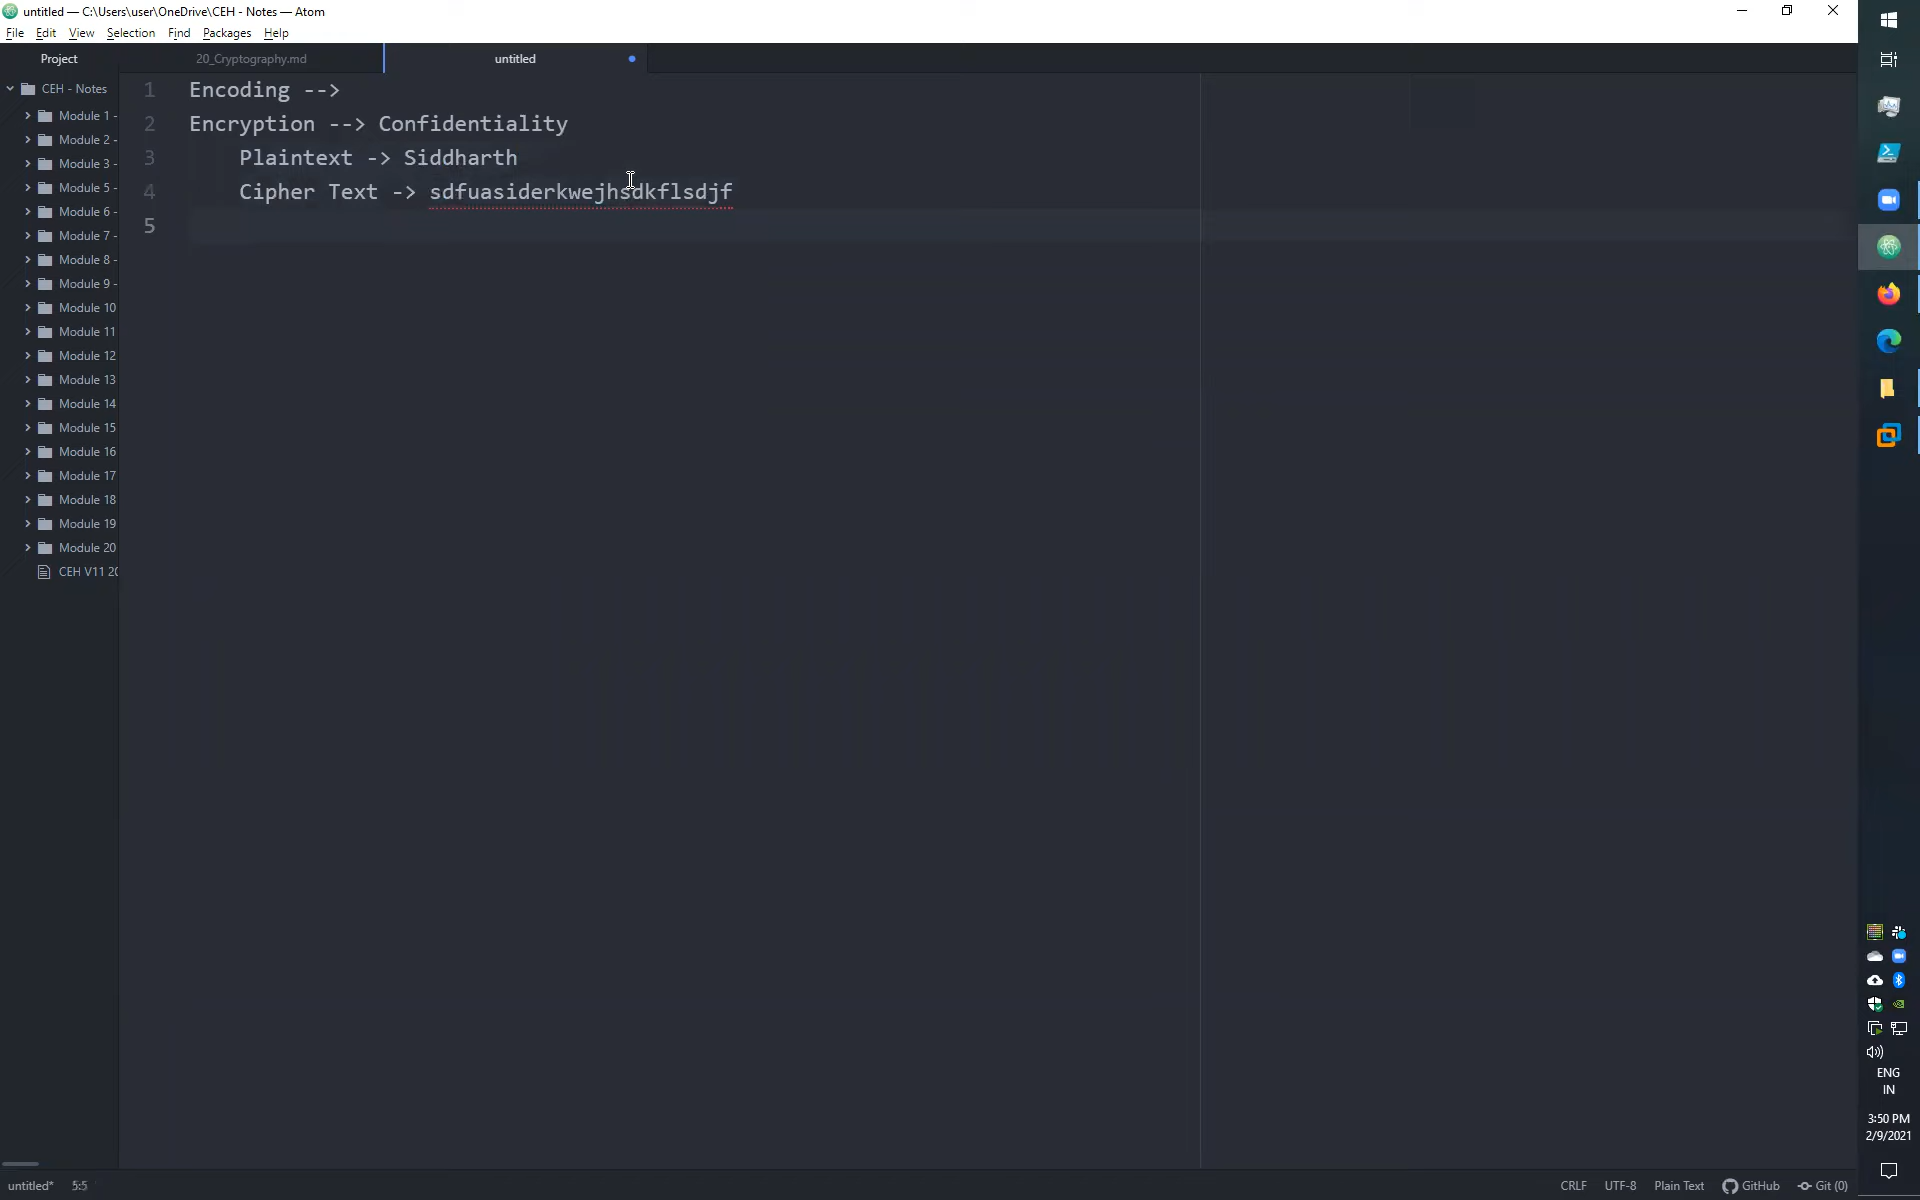 untitled — C:\Users\user\OneDrive\CEH - Notes — Atom
File Edit View Selection Find Packages Help
Project
20_Cryptography.md
untitled
CEH - Notes
Module 1 -
Module 2 -
Module 3 -
Module 5 -
Module 6 -
Module 7 -
Module 8 -
Module 9 -
Module 10
Module 11
Module 12
Module 13
Module 14
Module 15
Module 16
Module 17
Module 18
Module 19
Module 20
CEH V11 20
1 Encoding -->
2 Encryption --> Confidentiality
3 Plaintext -> Siddharth
4 Cipher Text -> sdfuasiderkwejhsdkflsdjf
5
ENG
IN
3:50 PM
2/9/2021
untitled* 5:5
CRLF UTF-8 Plain Text GitHub Git (0)